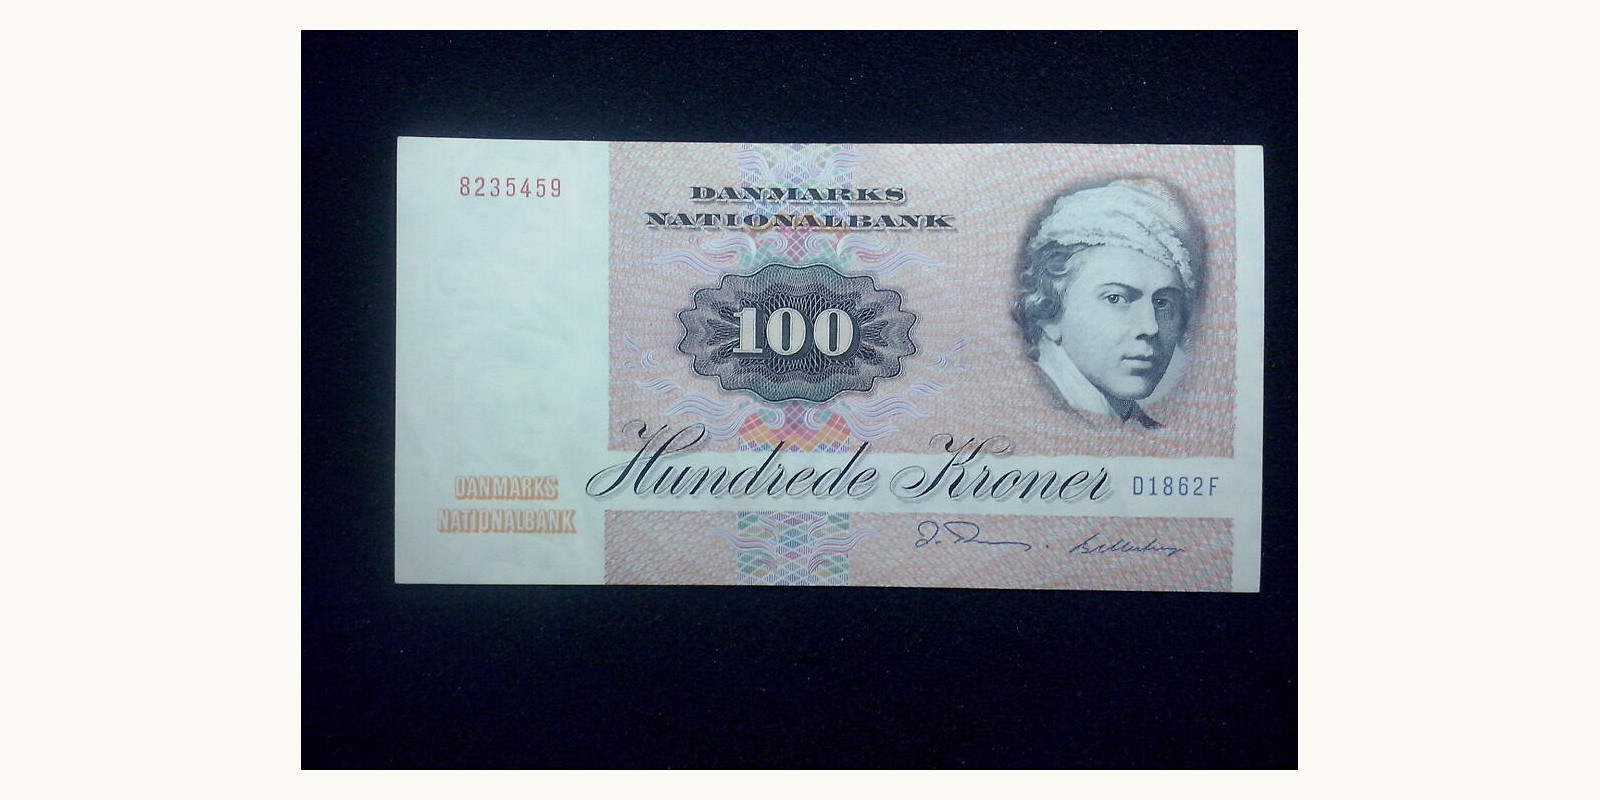 8235459
DANMARKS
NATIONALBANK
100
Hundrede Kroner
D1862F
DANMARKS
NATIONALBANK